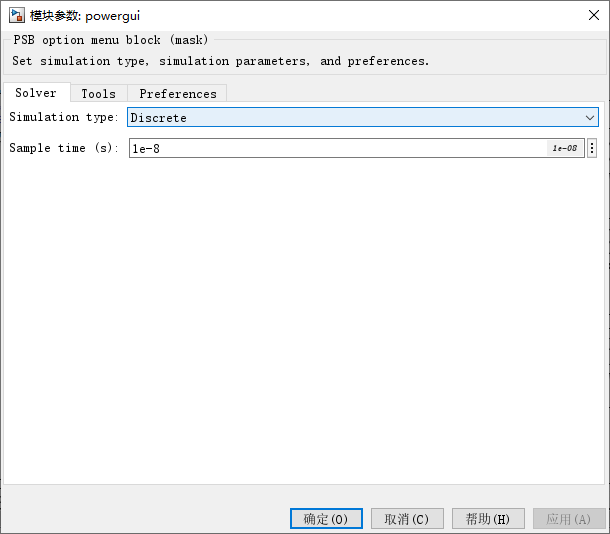 模块参数: powergui
PSB option menu block (mask)
Set simulation type, simulation parameters, and preferences.
Solver Tools Preferences
Simulation type: Discrete
Sample time (s): 1e-8 1e-08
确定(O) 取消(C) 帮助(H) 应用(A)